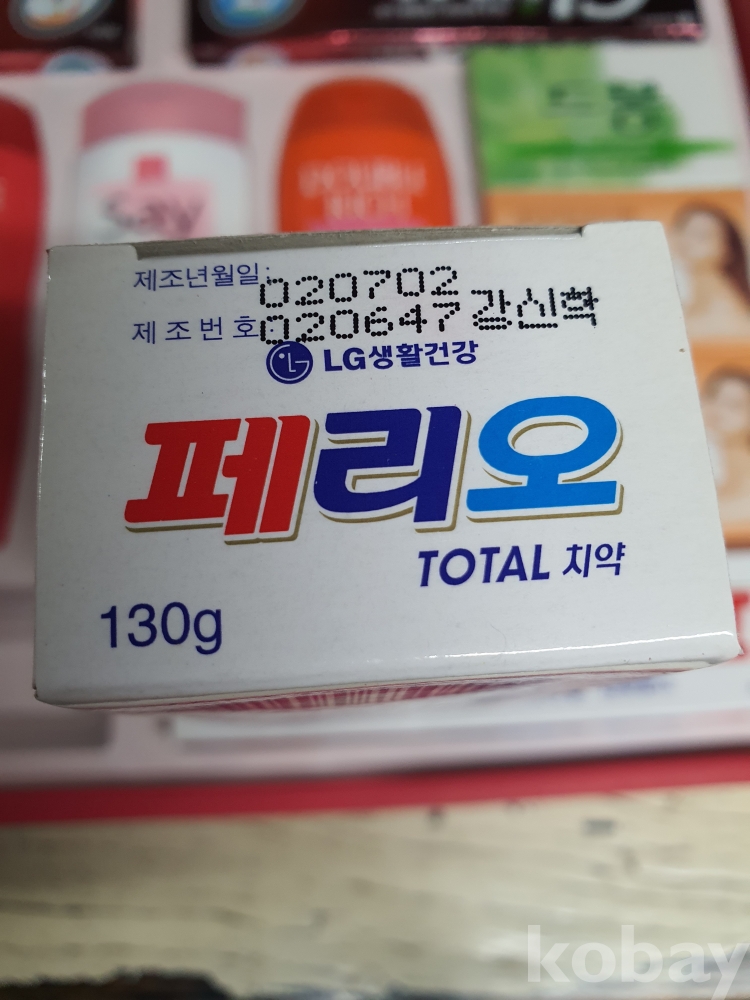 Say
제조년월일: 020702
제조번호: 020647 강신혁
LG생활건강
페리오
TOTAL 치약
130g
kobay